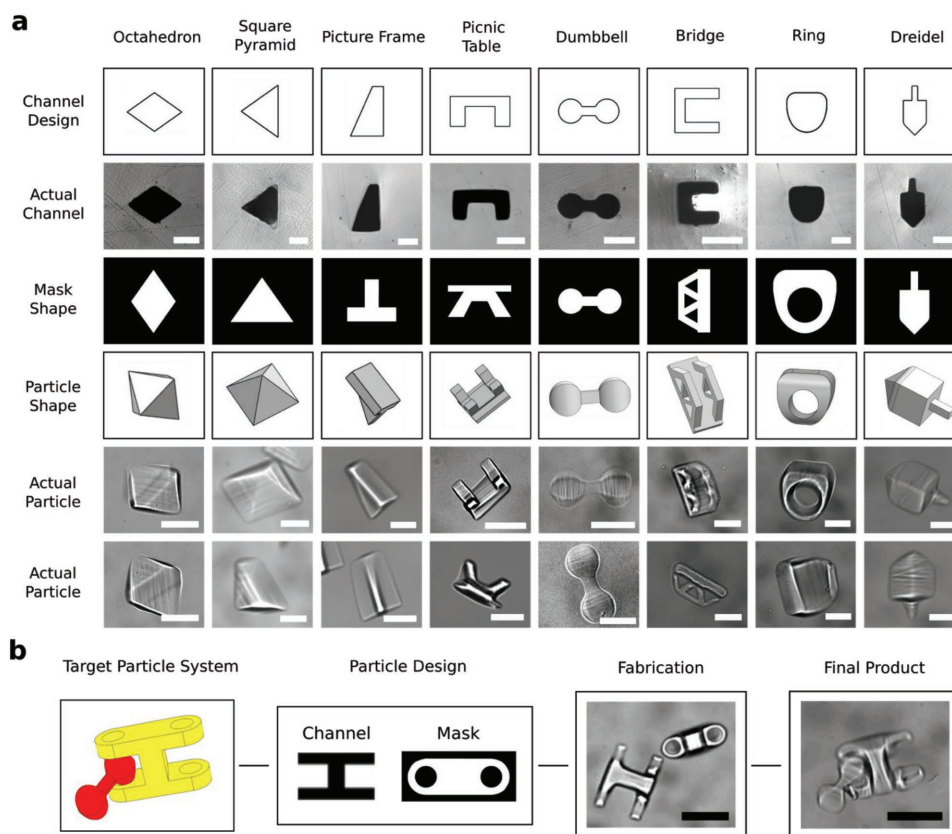 a
Octahedron
Square
Pyramid
Picture Frame
Picnic
Table
Dumbbell
Bridge
Ring
Dreidel
Channel
Design
Actual
Channel
Mask
Shape
Particle
Shape
Actual
Particle
Actual
Particle
b
Target Particle System
Particle Design
Fabrication
Final Product
Channel
Mask